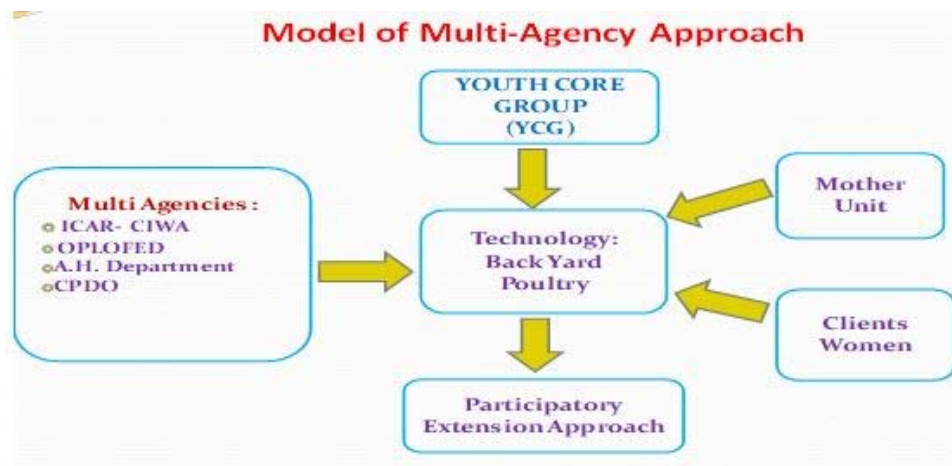 Model of Multi-Agency Approach
YOUTH CORE
GROUP
(YCG)
Multi Agencies :
ICAR- CIWA
OPLOFED
A.H. Department
CPDO
Technology:
Back Yard
Poultry
Mother
Unit
Clients
Women
Participatory
Extension Approach